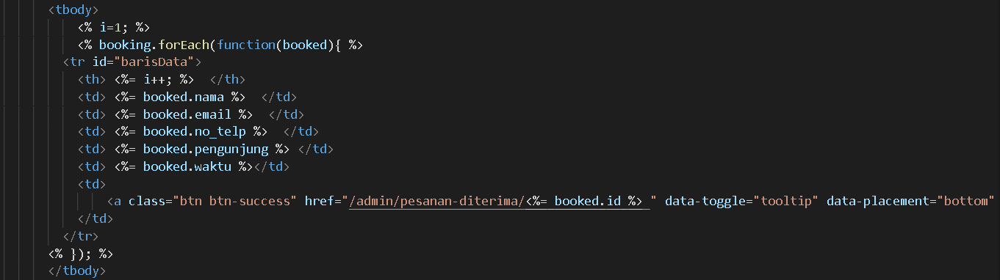 <tbody>
<% i=1; %>
<% booking.forEach(function(booked){ %>
<tr id="barisData">
<th> <%= i++; %>  </th>
<td> <%= booked.nama %>  </td>
<td> <%= booked.email %>  </td>
<td> <%= booked.no_telp %>  </td>
<td> <%= booked.pengunjung %> </td>
<td> <%= booked.waktu %></td>
<td>
<a class="btn btn-success" href="/admin/pesanan-diterima/<%= booked.id %> " data-toggle="tooltip" data-placement="bottom"
</td>
</tr>
<% }); %>
</tbody>